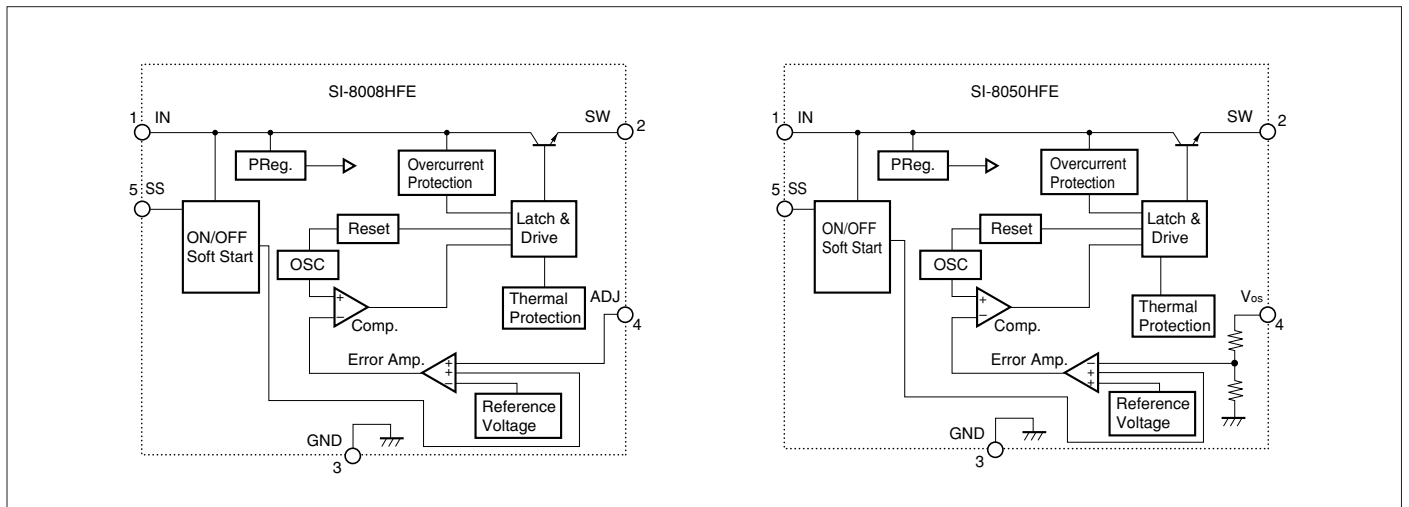 SI-8008HFE
1
IN
SW
2
PReg.
Overcurrent
Protection
5
SS
ON/OFF
Soft Start
Reset
Latch &
Drive
OSC
+
−
Comp.
Thermal
Protection
ADJ
4
Error Amp.
+
+
−
Reference
Voltage
GND
3
SI-8050HFE
1
IN
SW
2
PReg.
Overcurrent
Protection
5
SS
ON/OFF
Soft Start
Reset
Latch &
Drive
OSC
+
−
Comp.
Thermal
Protection
Vos
4
Error Amp.
−
+
+
Reference
Voltage
GND
3